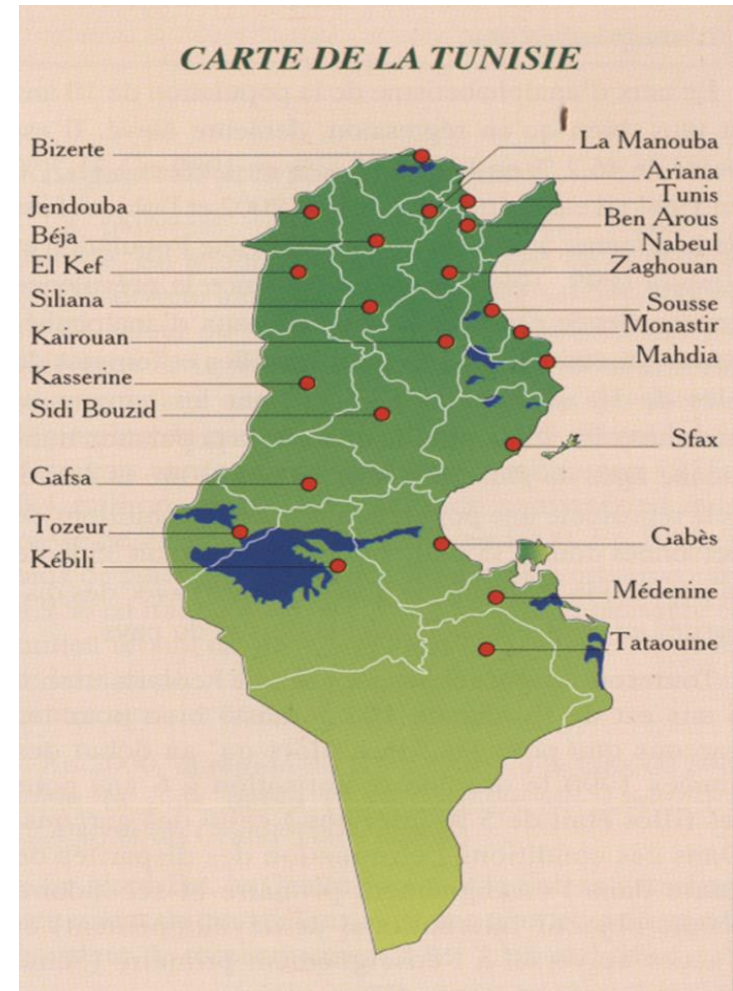 CARTE DE LA TUNISIE
Bizerte
Jendouba
Béja
El Kef
Siliana
Kairouan
Kasserine
Sidi Bouzid
Gafsa
Tozeur
Kébili
La Manouba
Ariana
Tunis
Ben Arous
Nabeul
Zaghouan
Sousse
Monastir
Mahdia
Sfax
Gabès
Médenine
Tataouine